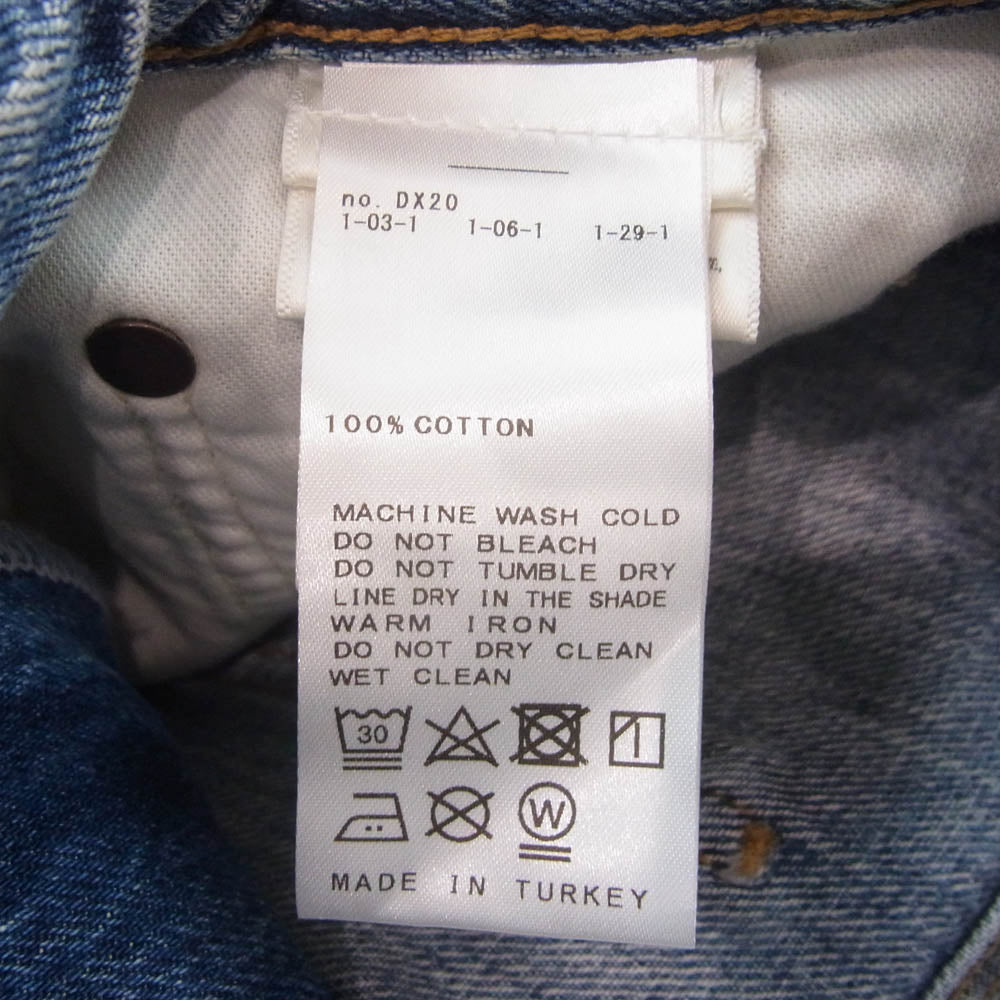 no. DX20
1-03-1 1-06-1 1-29-1
100% COTTON
MACHINE WASH COLD
DO NOT BLEACH
DO NOT TUMBLE DRY
LINE DRY IN THE SHADE
WARM IRON
DO NOT DRY CLEAN
WET CLEAN
30
W
MADE IN TURKEY